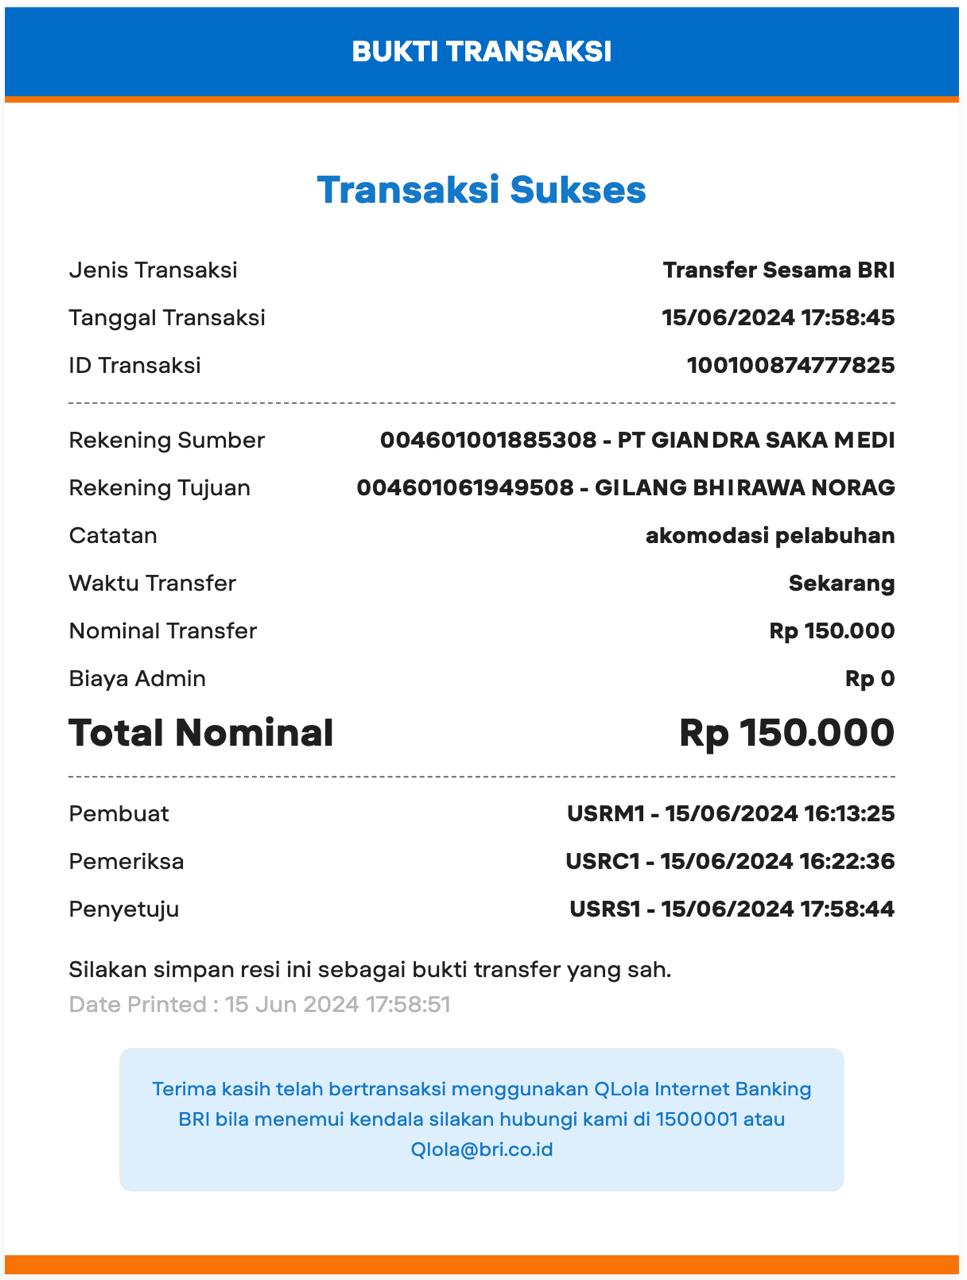 BUKTI TRANSAKSI
Transaksi Sukses
Jenis Transaksi Transfer Sesama BRI
Tanggal Transaksi 15/06/2024 17:58:45
ID Transaksi 100100874777825
Rekening Sumber 004601001885308 - PT GIANDRA SAKA MEDI
Rekening Tujuan 004601061949508 - GILANG BHIRAWA NORAG
Catatan akomodasi pelabuhan
Waktu Transfer Sekarang
Nominal Transfer Rp 150.000
Biaya Admin Rp 0
Total Nominal Rp 150.000
Pembuat USRM1 - 15/06/2024 16:13:25
Pemeriksa USRC1 - 15/06/2024 16:22:36
Penyetuju USRS1 - 15/06/2024 17:58:44
Silakan simpan resi ini sebagai bukti transfer yang sah.
Date Printed : 15 Jun 2024 17:58:51
Terima kasih telah bertransaksi menggunakan QLola Internet Banking
BRI bila menemui kendala silakan hubungi kami di 1500001 atau
Qlola@bri.co.id